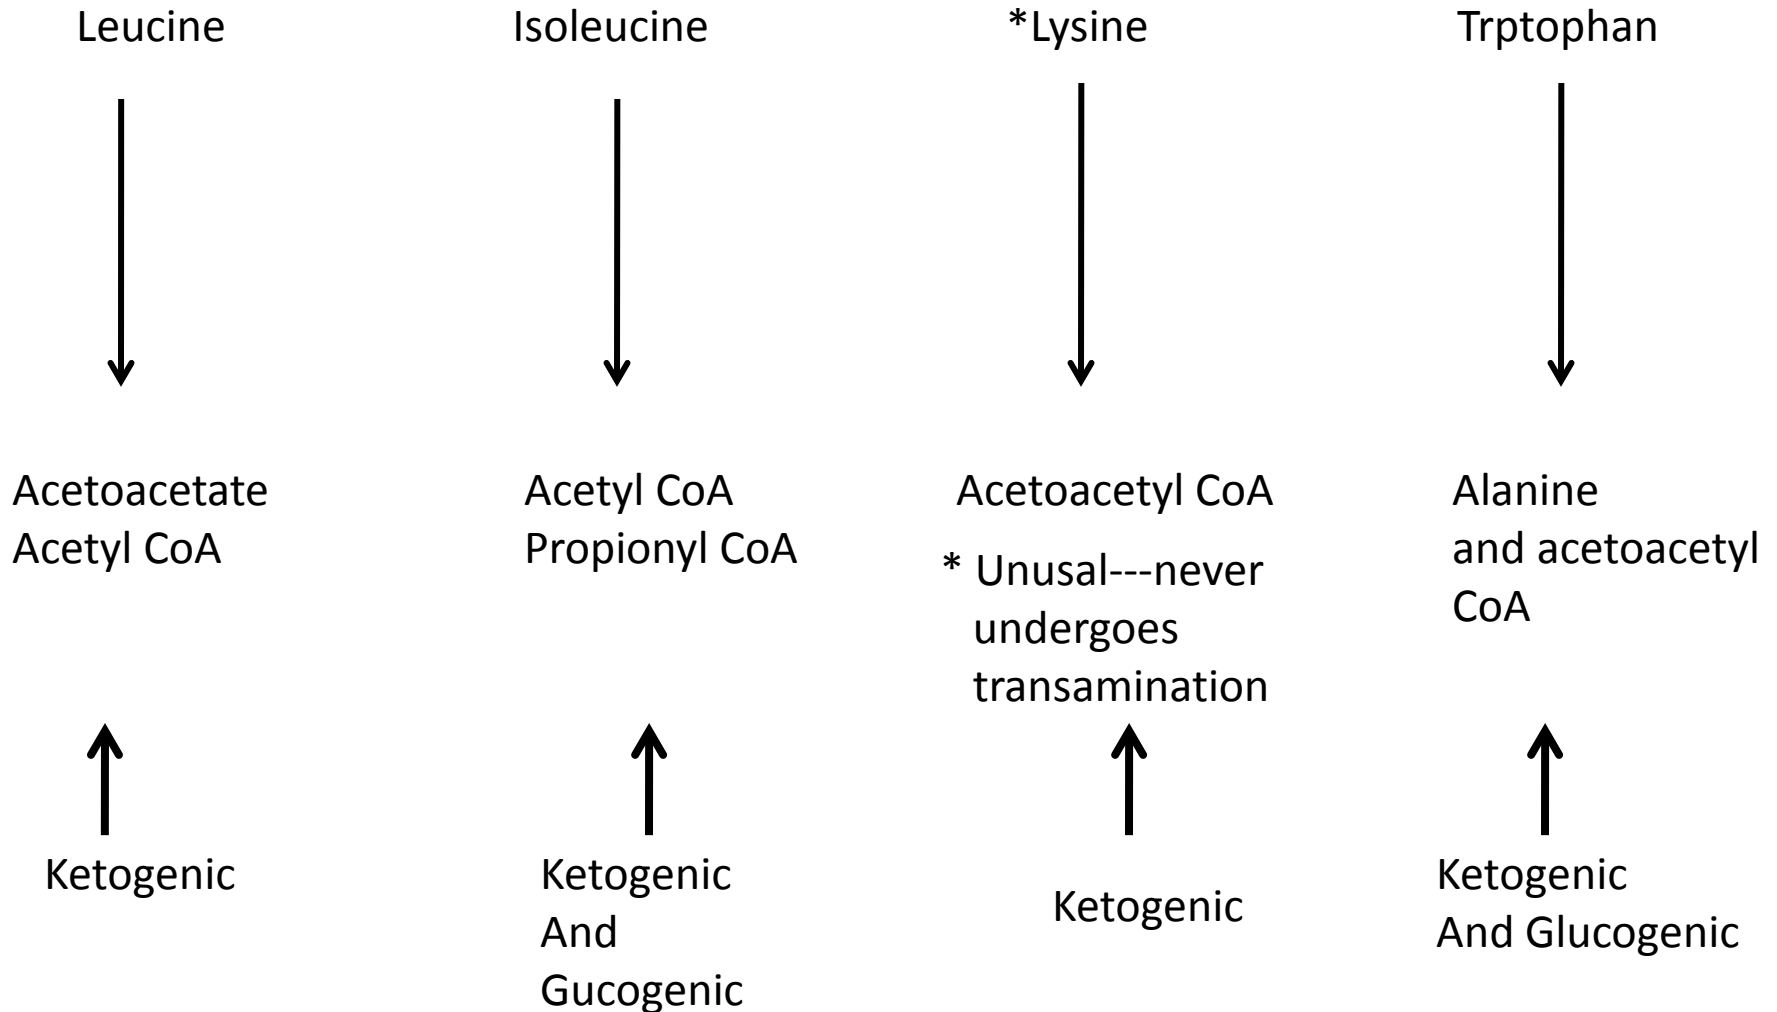 Leucine
Isoleucine
*Lysine
Trptophan
Acetoacetate
Acetyl CoA
Acetyl CoA
Propionyl CoA
Acetoacetyl CoA
* Unusal---never
undergoes
transamination
Alanine
and acetoacetyl
CoA
Ketogenic
Ketogenic
And
Gucogenic
Ketogenic
Ketogenic
And Glucogenic